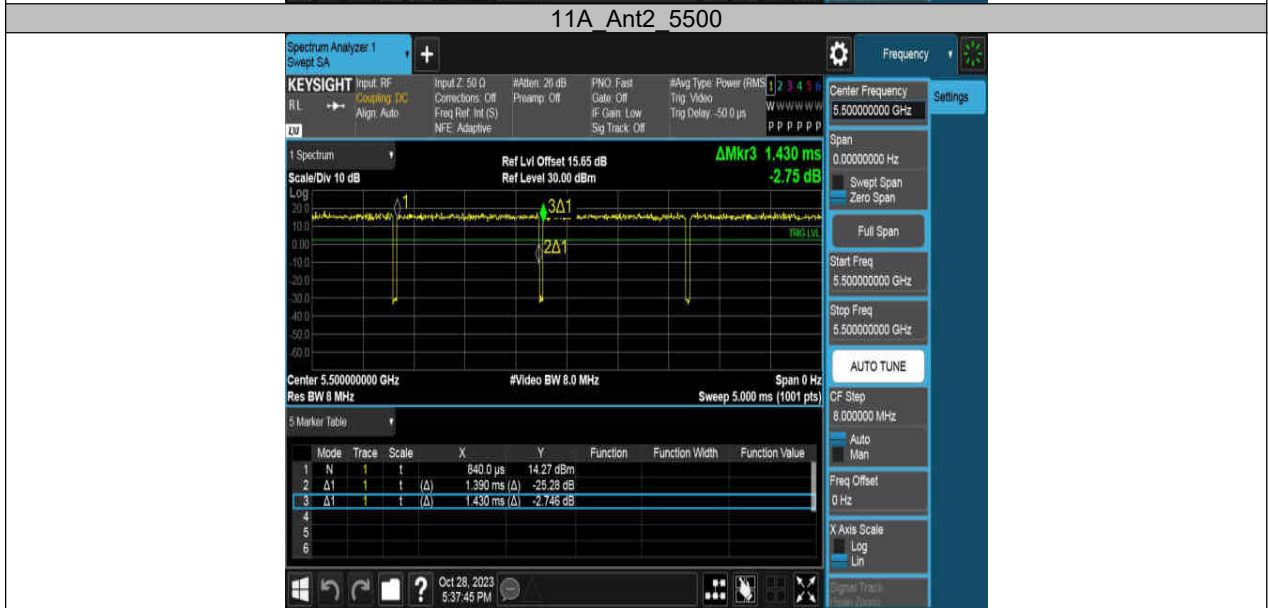 11A_Ant2_5500
Spectrum Analyzer 1
Swept SA
+
Frequency
KEYSIGHT Input: RF Input Z: 50 Ω #Atten: 26 dB PNO: Fast #Avg Type: Power (RMS 1 2 3 4 5 6
RL Coupling: DC Corrections: Off Preamp: Off Gate: Off Trig: Video W W W W W W
Align: Auto Freq Ref: Int (S) IF Gain: Low Trig Delay: -50.0 µs
NFE: Adaptive Sig Track: Off P P P P P P
LXI
Center Frequency
5.500000000 GHz
Settings
1 Spectrum
Ref Lvl Offset 15.65 dB
ΔMkr3 1.430 ms
Scale/Div 10 dB
Ref Level 30.00 dBm
-2.75 dB
Log
20.0
10.0
0.00
-10.0
-20.0
-30.0
-40.0
-50.0
-60.0
1
3Δ1
2Δ1
TRIG LVL
Center 5.500000000 GHz #Video BW 8.0 MHz Span 0 Hz
Res BW 8 MHz Sweep 5.000 ms (1001 pts)
Span
0.00000000 Hz
Swept Span
Zero Span
Full Span
Start Freq
5.500000000 GHz
Stop Freq
5.500000000 GHz
AUTO TUNE
CF Step
8.000000 MHz
Auto
Man
Freq Offset
0 Hz
X Axis Scale
Log
Lin
Signal Track
(Span Zoom)
5 Marker Table
Mode Trace Scale X Y Function Function Width Function Value
1 N 1 t 840.0 µs 14.27 dBm
2 Δ1 1 t (Δ) 1.390 ms (Δ) -25.28 dB
3 Δ1 1 t (Δ) 1.430 ms (Δ) -2.746 dB
4
5
6
? Oct 28, 2023
5:37:45 PM